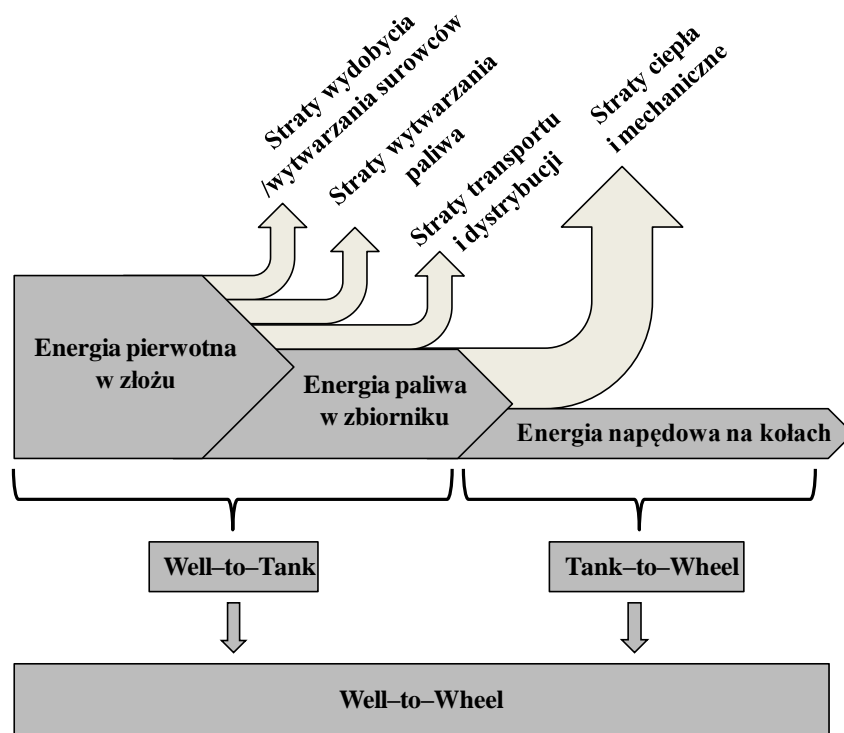 Straty wydobycia
/wytwarzania surowców
Straty wytwarzania
paliwa
Straty transportu
i dystrybucji
Straty ciepła
i mechaniczne
Energia pierwotna
w złożu
Energia paliwa
w zbiorniku
Energia napędowa na kołach
Well–to–Tank
Tank–to–Wheel
Well–to–Wheel